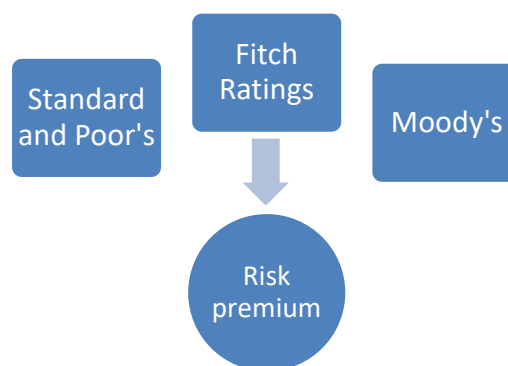 Standard
and Poor's
Fitch
Ratings
Moody's
Risk
premium